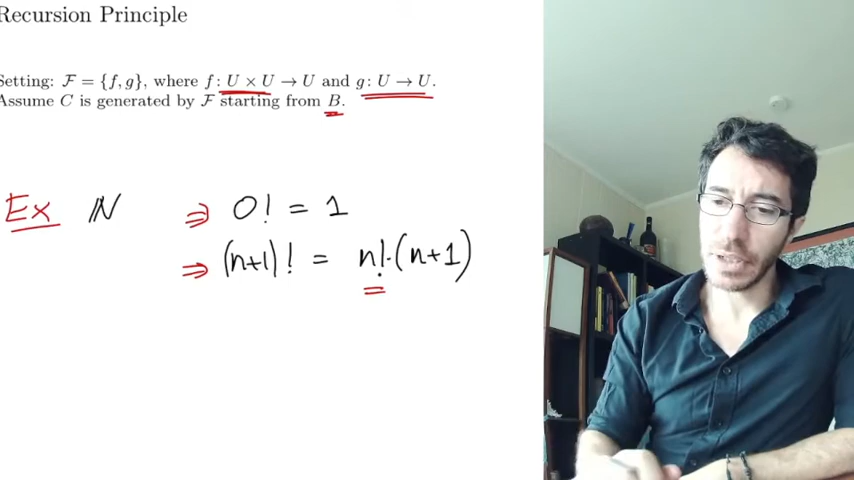 Recursion Principle
Setting: ℱ = {f, g}, where f: U × U → U and g: U → U.
Assume C is generated by ℱ starting from B.
Ex ℕ ⇒ 0! = 1
⇒ (n+1)! = n!·(n+1)